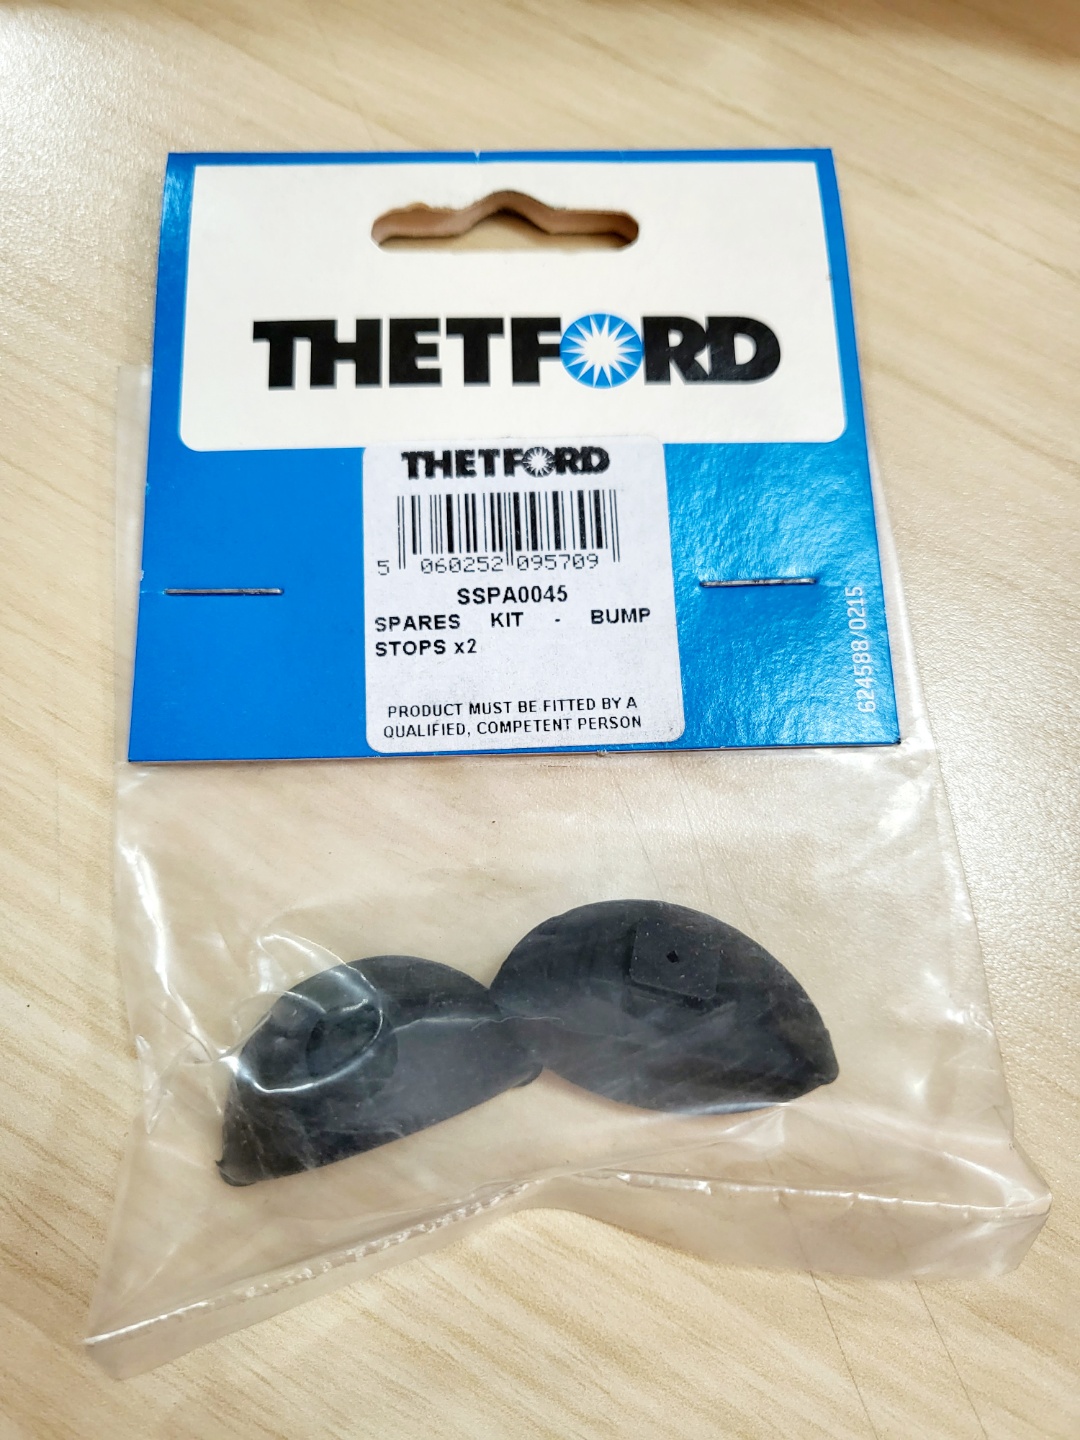 THETFORD
THETFORD
5 060252 095709
SSPA0045
SPARES KIT - BUMP
STOPS x2
PRODUCT MUST BE FITTED BY A
QUALIFIED, COMPETENT PERSON
624588/0215